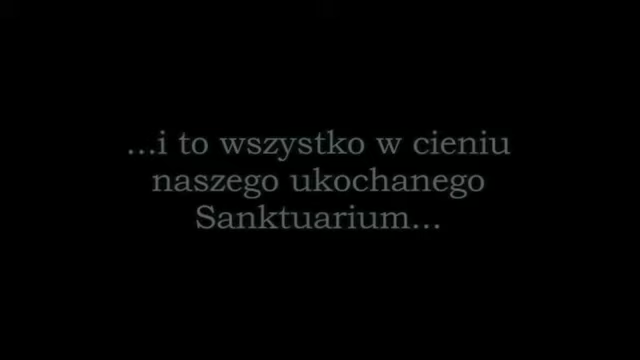 ...i to wszystko w cieniu
naszego ukochanego
Sanktuarium...